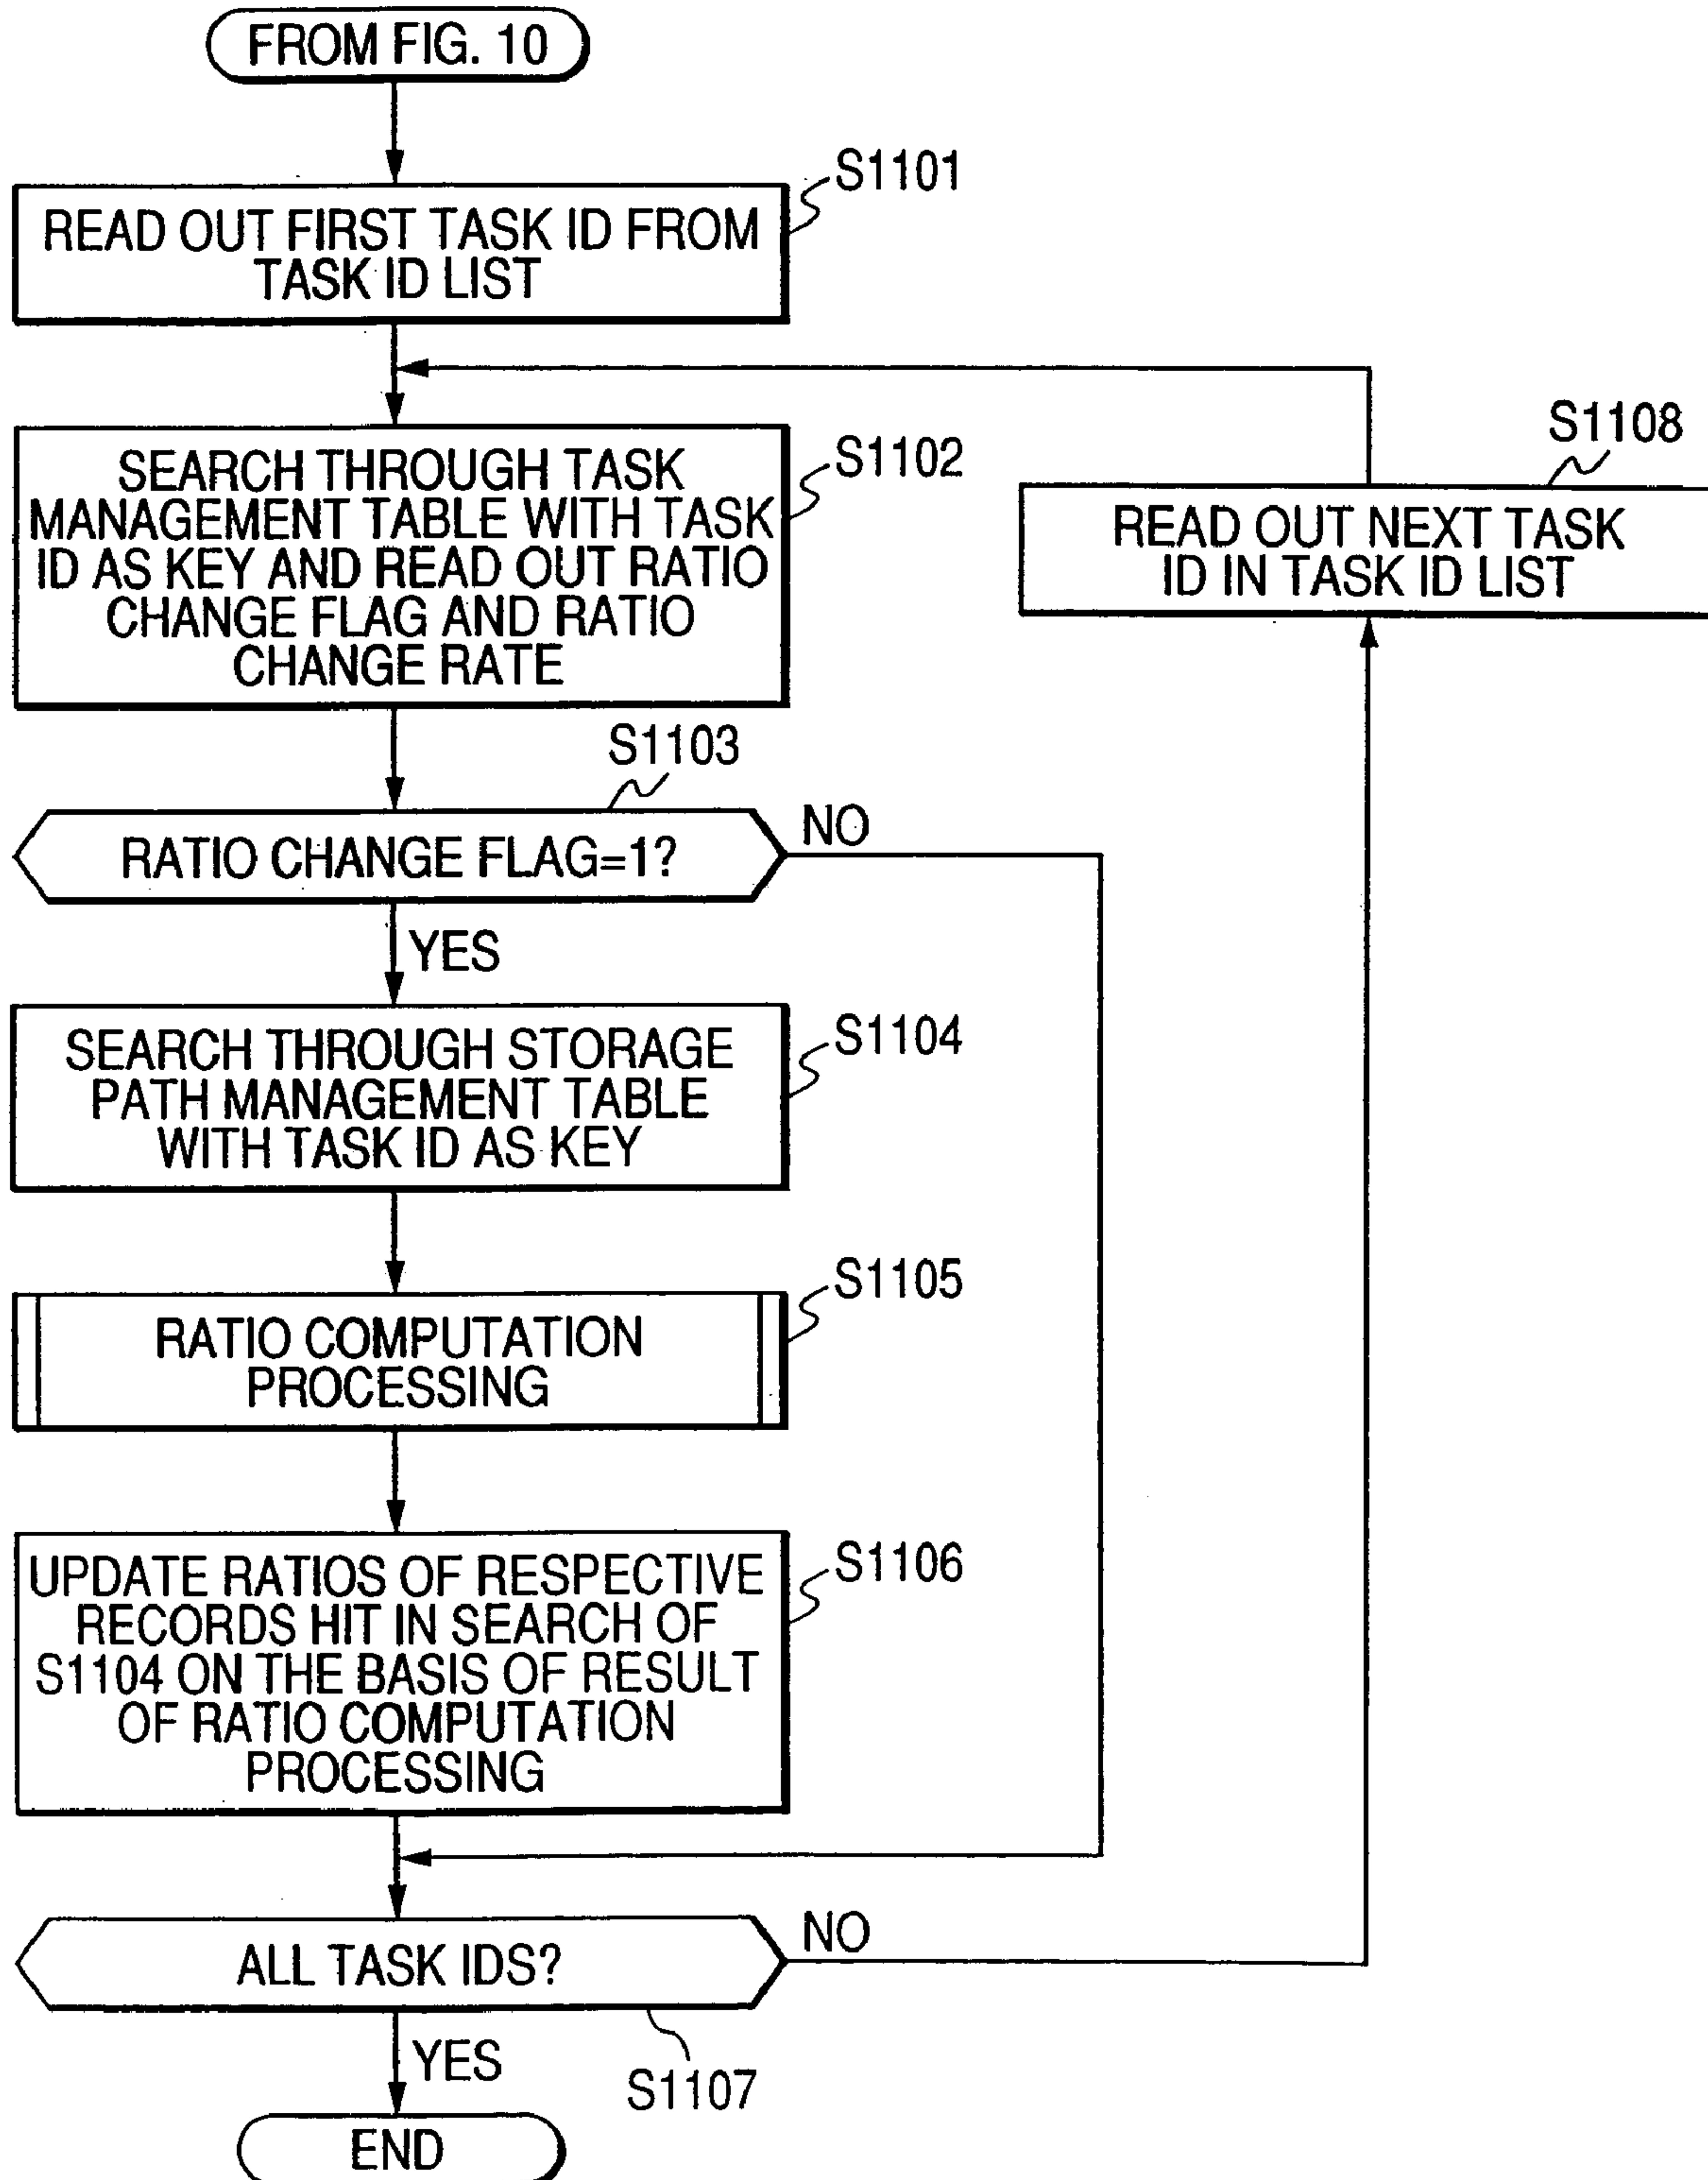 FROM FIG. 10
S1101
READ OUT FIRST TASK ID FROM
TASK ID LIST
S1102
SEARCH THROUGH TASK
MANAGEMENT TABLE WITH TASK
ID AS KEY AND READ OUT RATIO
CHANGE FLAG AND RATIO
CHANGE RATE
S1108
READ OUT NEXT TASK
ID IN TASK ID LIST
S1103
RATIO CHANGE FLAG=1?
NO
YES
S1104
SEARCH THROUGH STORAGE
PATH MANAGEMENT TABLE
WITH TASK ID AS KEY
S1105
RATIO COMPUTATION
PROCESSING
S1106
UPDATE RATIOS OF RESPECTIVE
RECORDS HIT IN SEARCH OF
S1104 ON THE BASIS OF RESULT
OF RATIO COMPUTATION
PROCESSING
ALL TASK IDS?
NO
YES
S1107
END